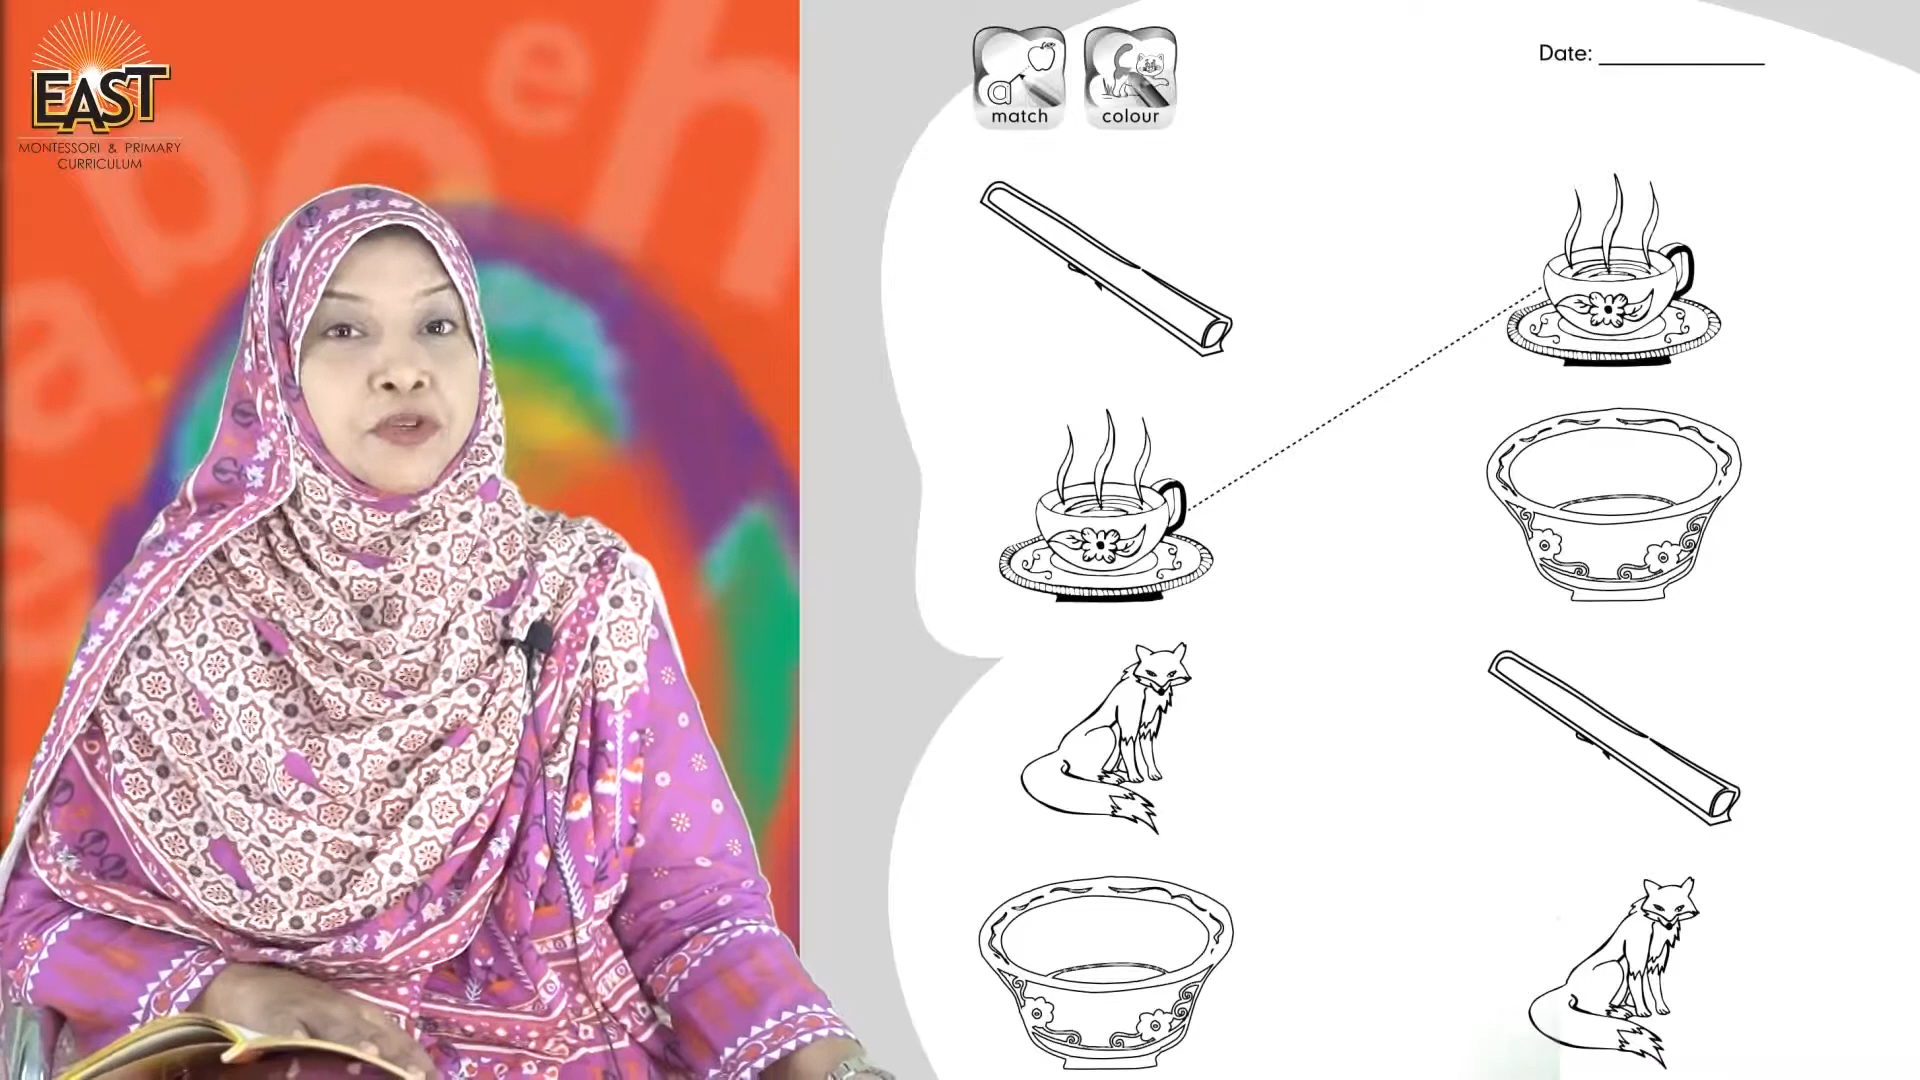 EAST
MONTESSORI & PRIMARY
CURRICULUM
a
b
o
e
h
a
e
match
colour
a
Date: